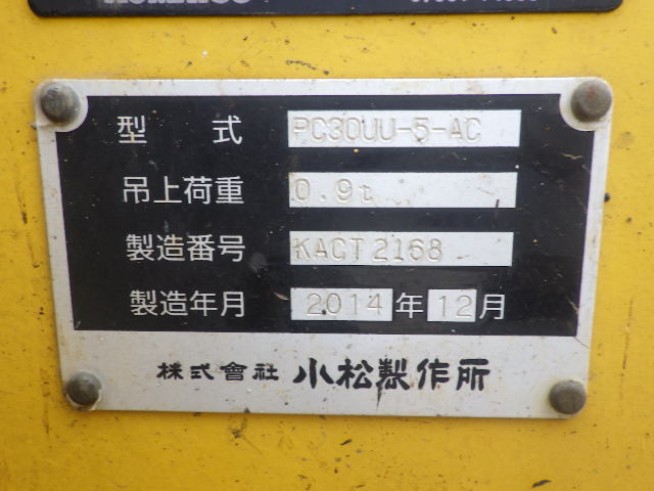 型 式 PC30UU-5-AC
吊上荷重 0.9t
製造番号 KACT2168
製造年月 2014年12月
株式會社 小松製作所